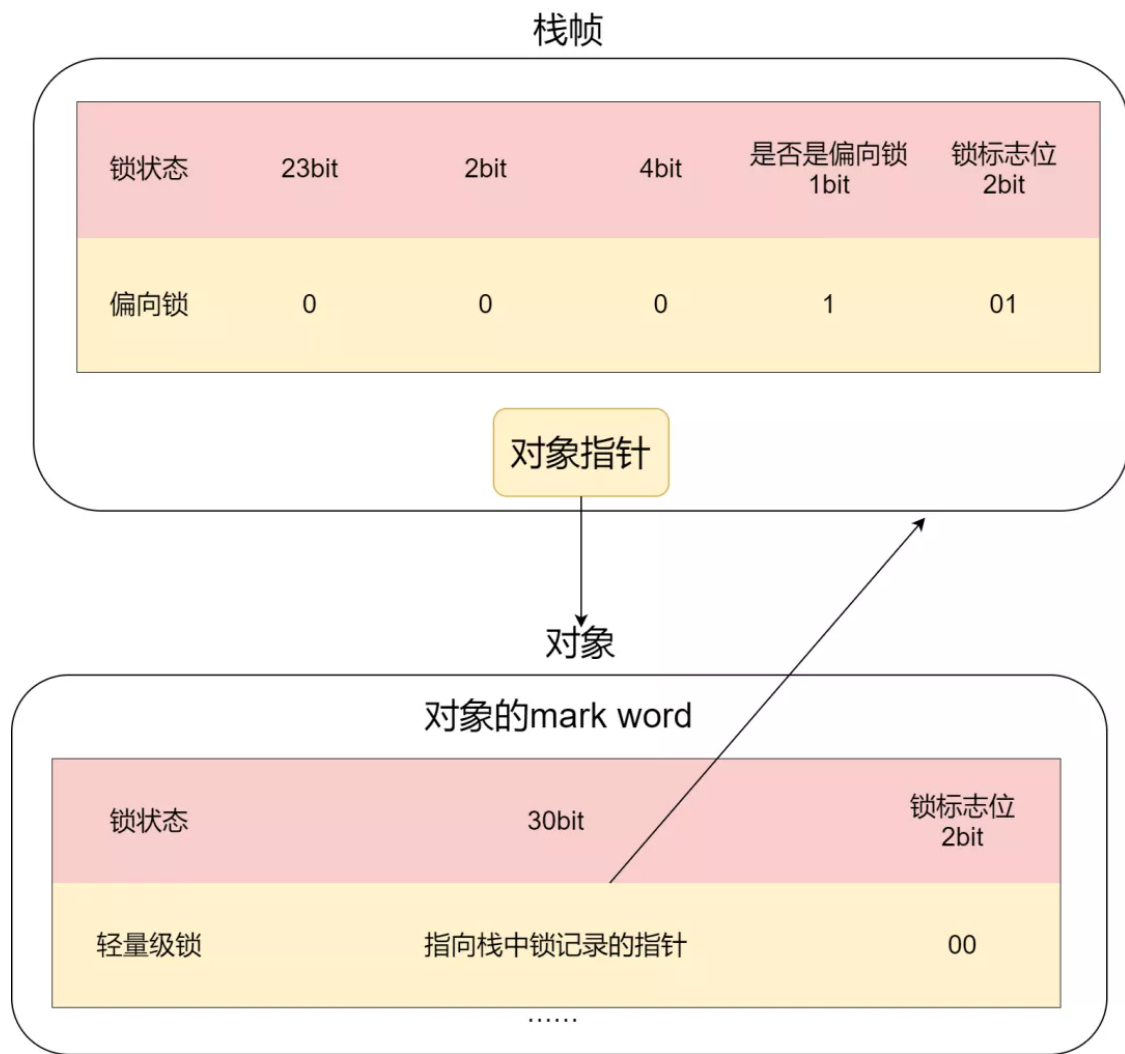 栈帧
锁状态 23bit 2bit 4bit 是否是偏向锁 1bit 锁标志位 2bit
偏向锁 0 0 0 1 01
对象指针
对象
对象的mark word
锁状态 30bit 锁标志位 2bit
轻量级锁 指向栈中锁记录的指针 00
......